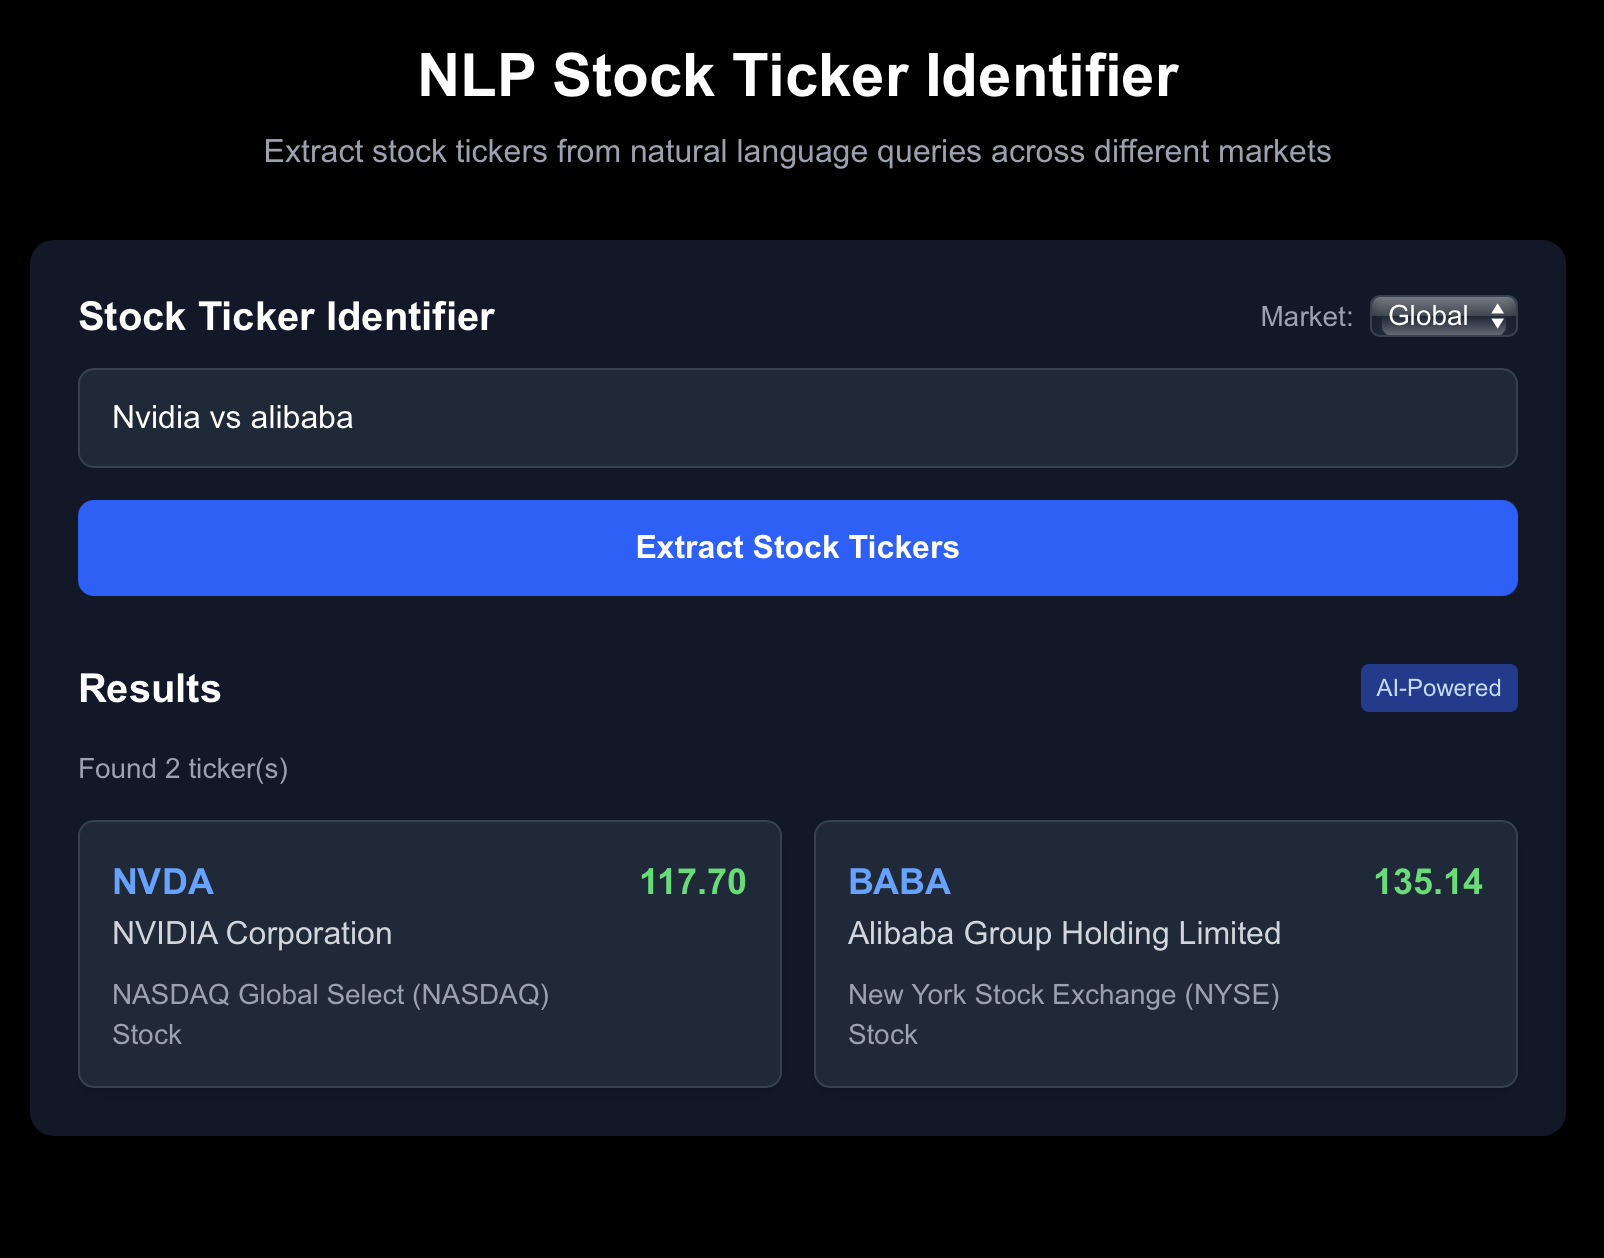 NLP Stock Ticker Identifier
Extract stock tickers from natural language queries across different markets
Stock Ticker Identifier
Market: Global
Nvidia vs alibaba
Extract Stock Tickers
Results
AI-Powered
Found 2 ticker(s)
NVDA 117.70
NVIDIA Corporation
NASDAQ Global Select (NASDAQ)
Stock
BABA 135.14
Alibaba Group Holding Limited
New York Stock Exchange (NYSE)
Stock